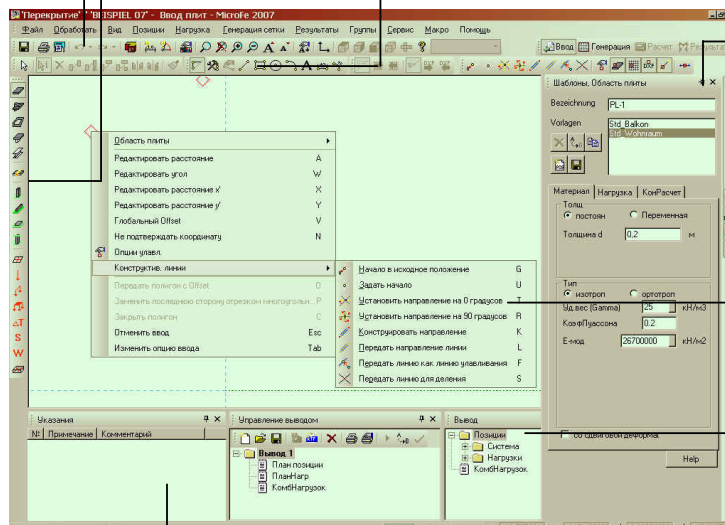 'Перекрытие' 'BEISPIEL 07' - Ввод плит - MicroFe 2007
Файл Обработать Вид Позиции Нагрузка Генерация сетки Результаты Группы Сервис Макро Помощь
Ввод Генерация Расчет Результаты
Шаблоны, Область плиты
Bezeichnung PL-1
Vorlagen Std_Balkon
Std_Wohnraum
Материал Нагрузка КонРасчет
Толщ
постоян Переменная
Толщина d 0,2 м
Тип
изотроп ортотроп
Уд.вес (Gamma) 25 кН/м3
КоэфПуассона 0.2
Е-мод 26700000 кН/м2
со сдвиговой деформац
Help
Область плиты
Редактировать расстояние A
Редактировать угол W
Редактировать расстояние x' X
Редактировать расстояние y' Y
Глобальный Offset V
Не подтверждать координату N
Опции улавл.
Конструктив. линии
Передать полигон с Offset O
Заменить последнюю сторону отрезком многоугольн.. P
Закрыть полигон C
Отменить ввод Esc
Изменить опцию ввода Tab
Начало в исходное положение G
Задать начало U
Установить направление на 0 градусов T
Установить направление на 90 градусов R
Конструировать направление K
Передать направление линии L
Передать линию как линию улавливания F
Передать линию для деления S
ΔT
S
W
Указания
№ Примечание Комментарий
Управление выводом
Вывод 1
План позиции
ПланНагр
КомбНагрузок
Вывод
Позиции
Система
Нагрузки
КомбНагрузок